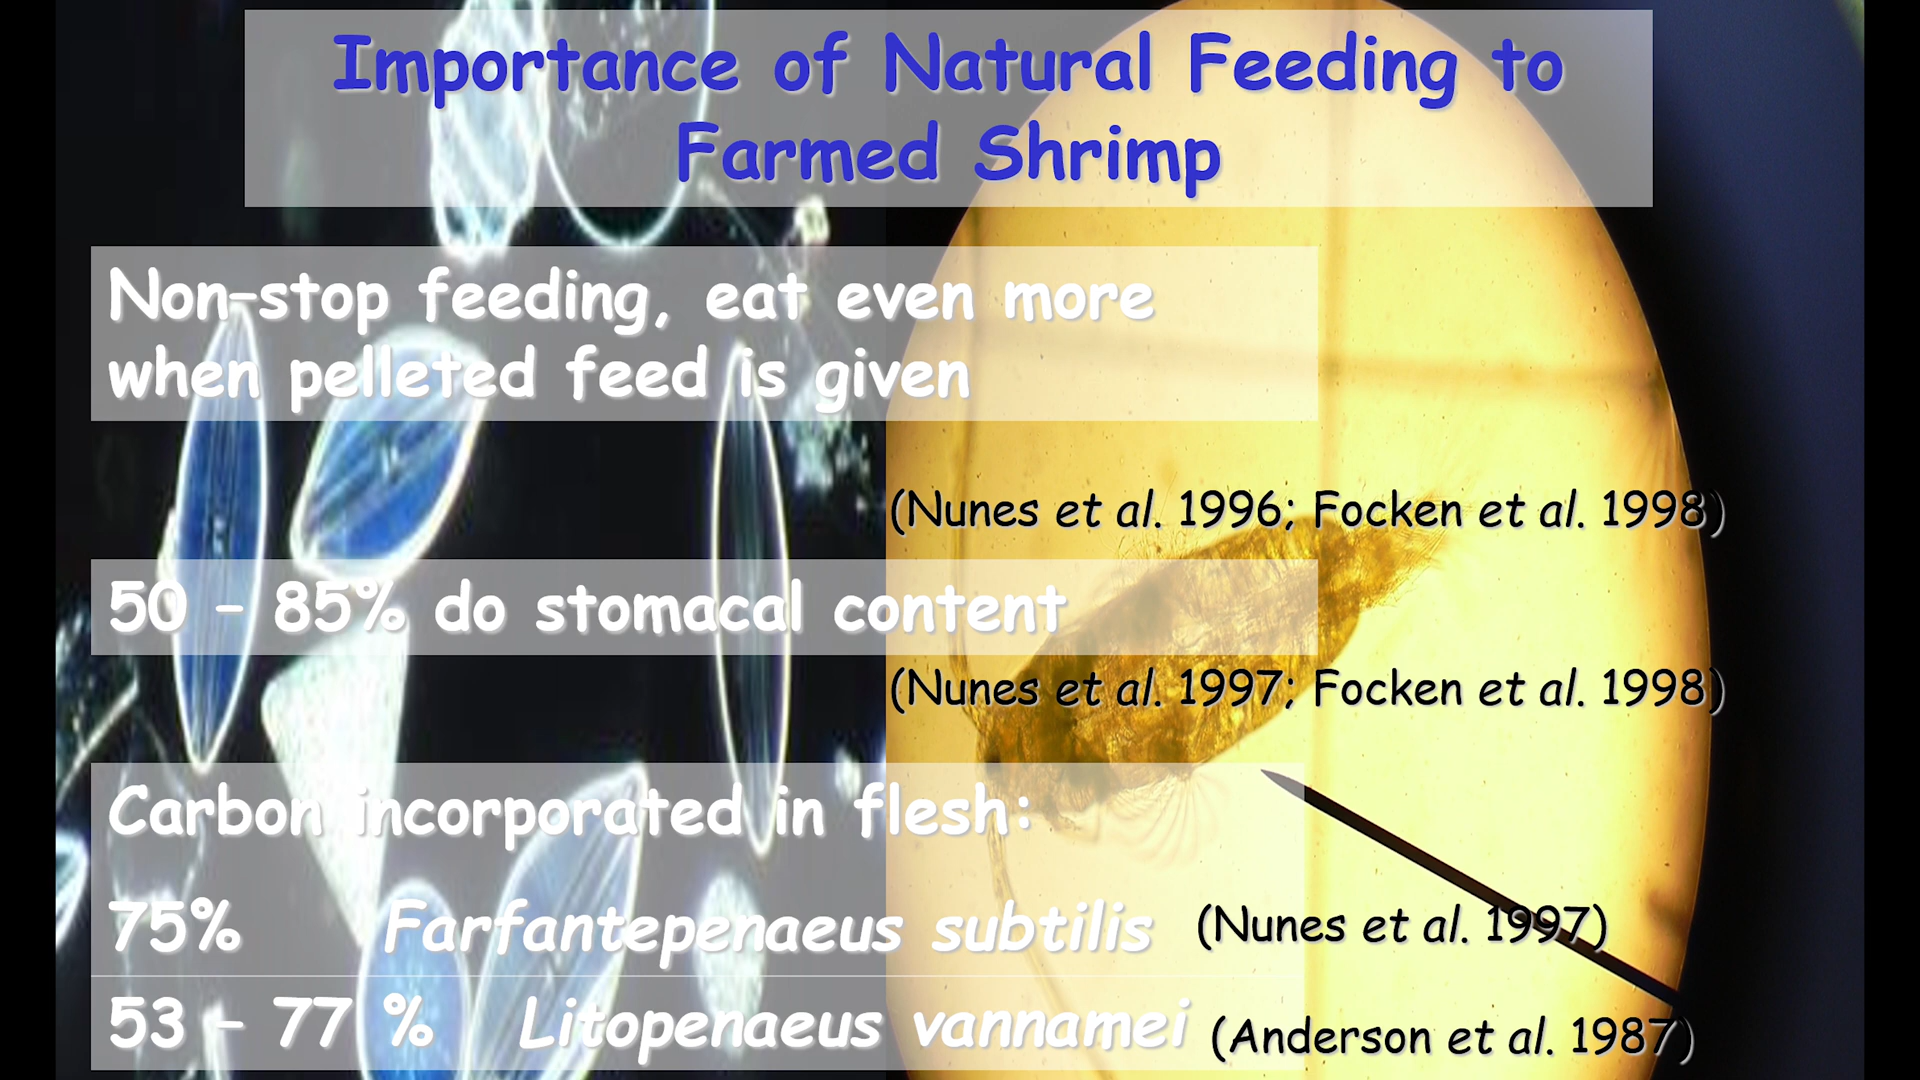 Importance of Natural Feeding to
Farmed Shrimp
Non-stop feeding, eat even more
when pelleted feed is given
(Nunes et al. 1996; Focken et al. 1998)
50 – 85% do stomacal content
(Nunes et al. 1997; Focken et al. 1998)
Carbon incorporated in flesh:
75% Farfantepenaeus subtilis (Nunes et al. 1997)
53 – 77 % Litopenaeus vannamei (Anderson et al. 1987)